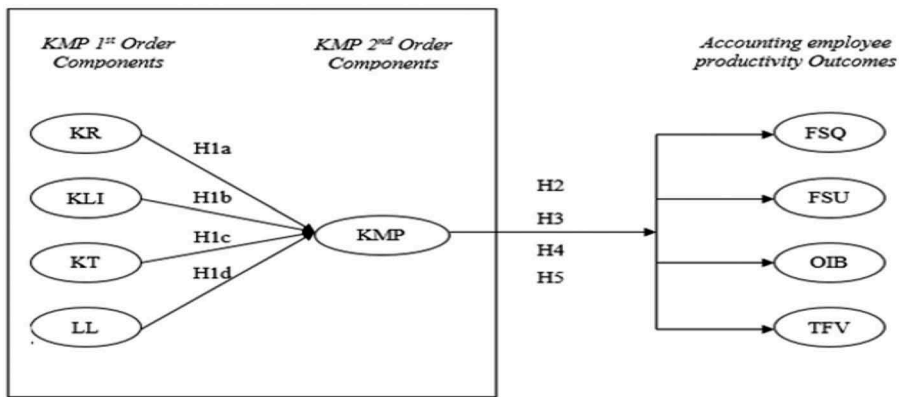 KMP 1st Order
Components
KMP 2nd Order
Components
Accounting employee
productivity Outcomes
KR
KLI
KT
LL
H1a
H1b
H1c
H1d
KMP
H2
H3
H4
H5
FSQ
FSU
OIB
TFV